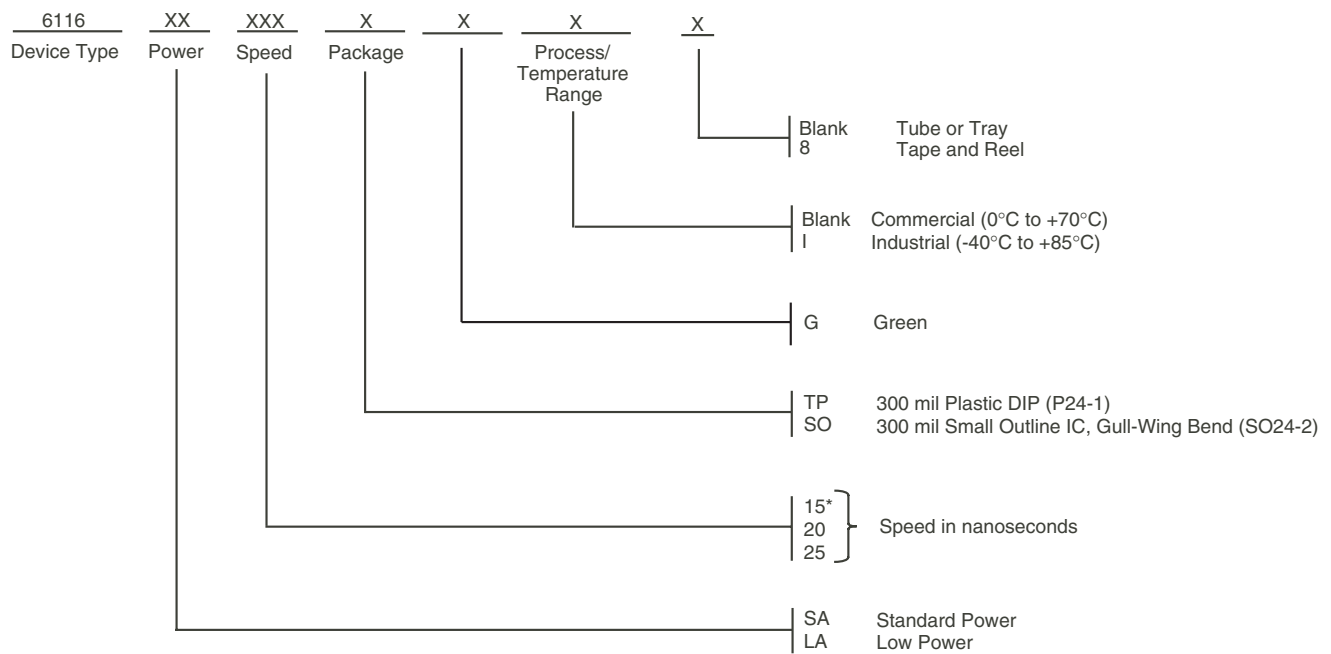 6116 XX XXX X X X X
Device Type Power Speed Package Process/
Temperature
Range
Blank Tube or Tray
8 Tape and Reel
Blank Commercial (0°C to +70°C)
I Industrial (-40°C to +85°C)
G Green
TP 300 mil Plastic DIP (P24-1)
SO 300 mil Small Outline IC, Gull-Wing Bend (SO24-2)
15*
20 Speed in nanoseconds
25
SA Standard Power
LA Low Power